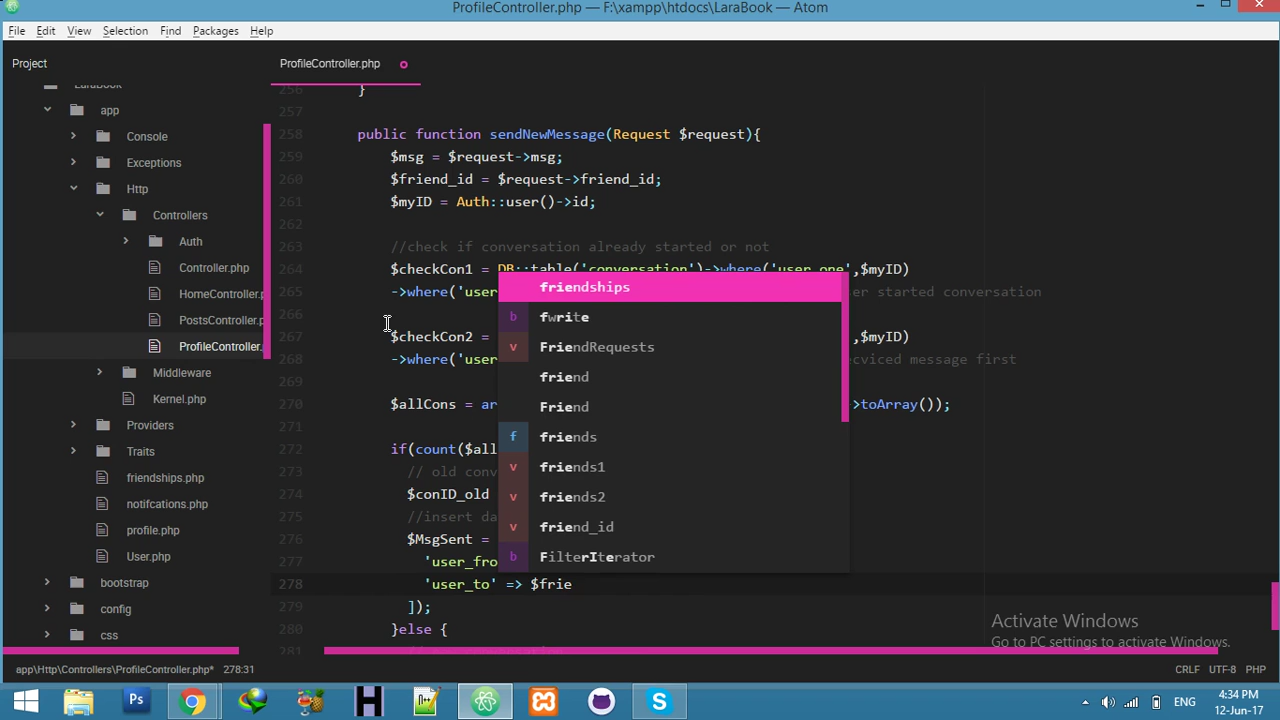 ProfileController.php — F:\xampp\htdocs\LaraBook — Atom
File Edit View Selection Find Packages Help
Project
ProfileController.php
LaraBook
app
Console
Exceptions
Http
Controllers
Auth
Controller.php
HomeController.p
PostsController.p
ProfileController.
Middleware
Kernel.php
Providers
Traits
friendships.php
notifcations.php
profile.php
User.php
bootstrap
config
css
256 }
257
258 public function sendNewMessage(Request $request){
259 $msg = $request->msg;
260 $friend_id = $request->friend_id;
261 $myID = Auth::user()->id;
262
263 //check if conversation already started or not
264 $checkCon1 = DB::table('conversation')->where('user_one',$myID)
265 ->where('user er started conversation
266
267 $checkCon2 = ,$myID)
268 ->where('user ecviced message first
269
270 $allCons = ar >toArray());
271
272 if(count($all
273 // old conv
274 $conID_old
275 //insert da
276 $MsgSent =
277 'user_fro
278 'user_to' => $frie
279 ]);
280 }else {
281
friendships
b fwrite
v FriendRequests
friend
Friend
f friends
v friends1
v friends2
v friend_id
b FilterIterator
Activate Windows
Go to PC settings to activate Windows.
app\Http\Controllers\ProfileController.php* 278:31
CRLF UTF-8 PHP
ENG
4:34 PM
12-Jun-17